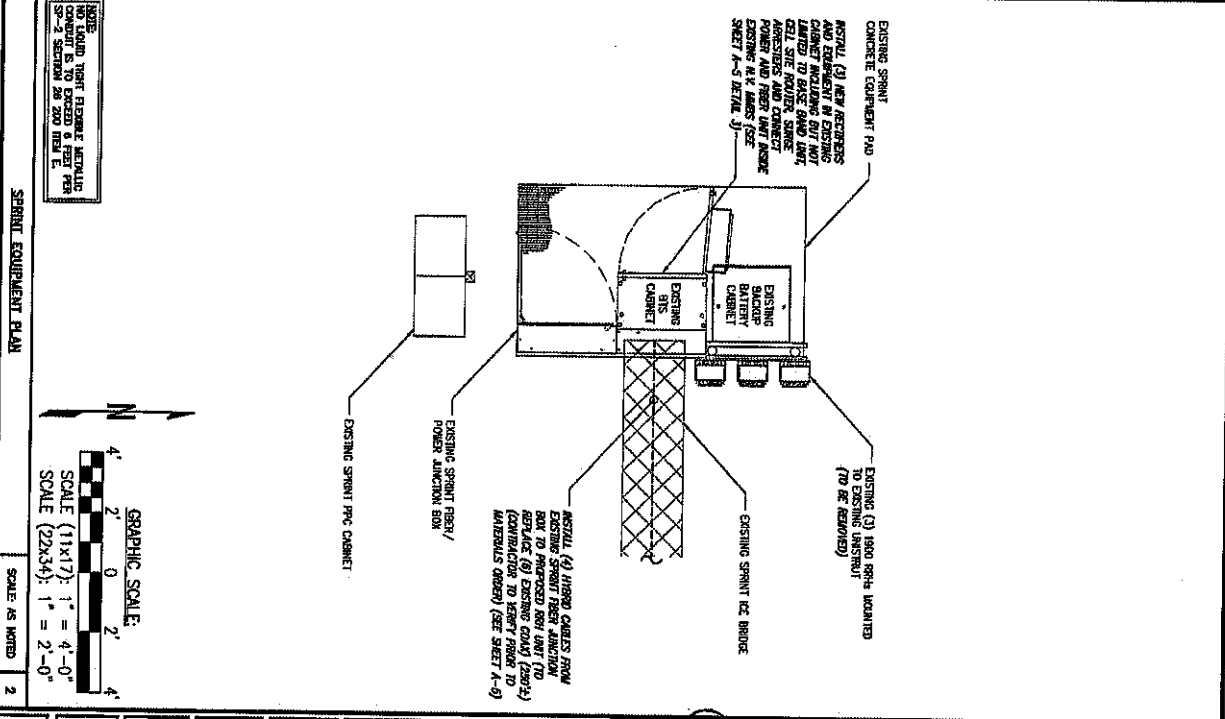 EXISTING SPRINT
CONCRETE EQUIPMENT PAD
INSTALL (3) NEW RECTIFIERS
AND EQUIPMENT IN EXISTING
CABINET INCLUDING BUT NOT
LIMITED TO BASE BAND UNIT,
CELL SITE ROUTER, SURGE
ARRESTERS AND CONNECT
POWER AND FIBER UNIT INSIDE
EXISTING N.V. MMBS (SEE
SHEET A-5 DETAIL 3)
EXISTING
BACKUP
BATTERY
CABINET
EXISTING
BTS
CABINET
EXISTING (3) 1900 RRHs MOUNTED
TO EXISTING UNISTRUT
(TO BE REMOVED)
EXISTING SPRINT ICE BRIDGE
INSTALL (4) HYBRID CABLES FROM
EXISTING SPRINT FIBER JUNCTION
BOX TO PROPOSED RRH UNIT (TO
REPLACE (6) EXISTING COAX) (290'±)
(CONTRACTOR TO VERIFY PRIOR TO
MATERIALS ORDER) (SEE SHEET A-6)
EXISTING SPRINT FIBER/
POWER JUNCTION BOX
EXISTING SPRINT PPC CABINET
NOTE:
NO LIQUID TIGHT FLEXIBLE METALLIC
CONDUIT IS TO EXCEED 6 FEET PER
SP-2 SECTION 26 200 ITEM E.
N
GRAPHIC SCALE:
4' 2' 0 2' 4'
SCALE (11x17): 1" = 4'-0"
SCALE (22x34): 1" = 2'-0"
SPRINT EQUIPMENT PLAN
SCALE: AS NOTED
2